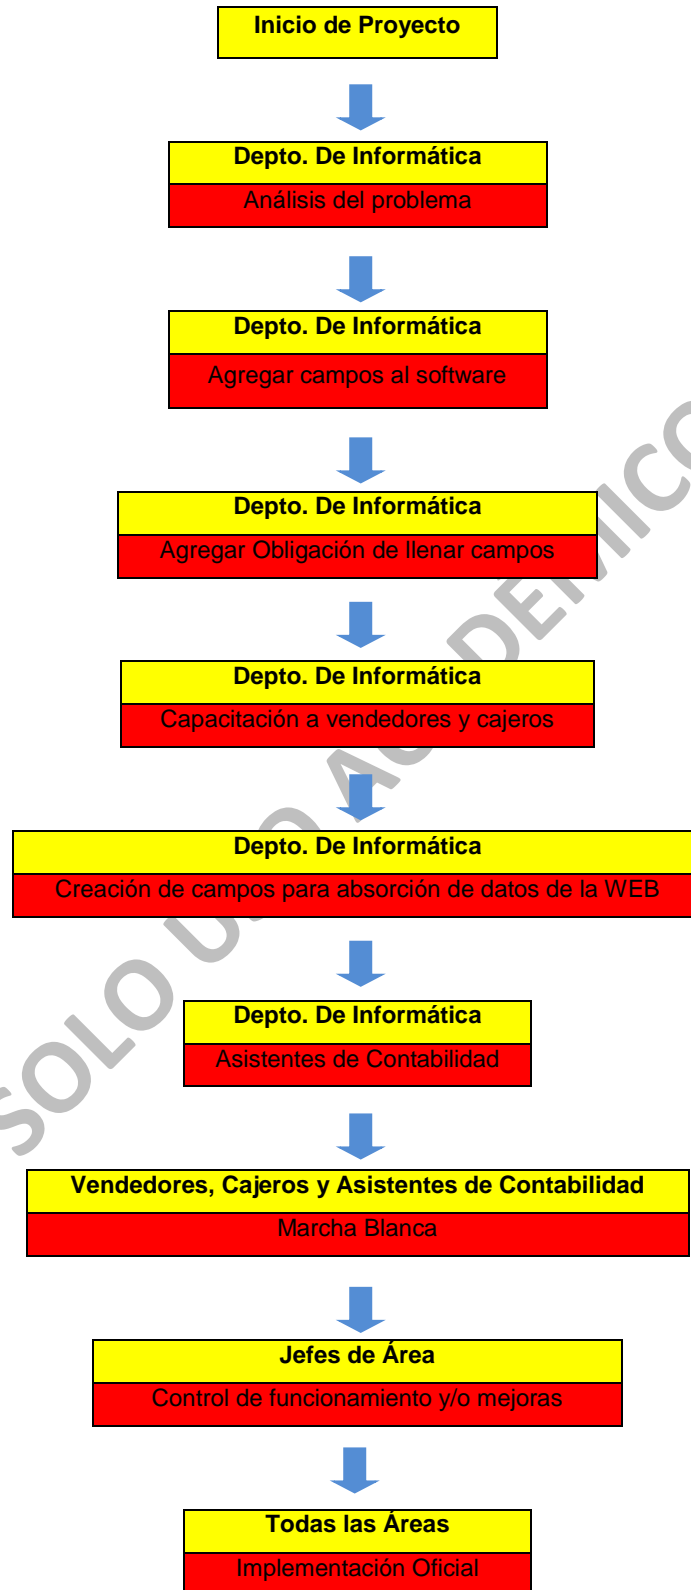 Inicio de Proyecto
Depto. De Informática
Análisis del problema
Depto. De Informática
Agregar campos al software
Depto. De Informática
Agregar Obligación de llenar campos
Depto. De Informática
Capacitación a vendedores y cajeros
Depto. De Informática
Creación de campos para absorción de datos de la WEB
Depto. De Informática
Asistentes de Contabilidad
Vendedores, Cajeros y Asistentes de Contabilidad
Marcha Blanca
Jefes de Área
Control de funcionamiento y/o mejoras
Todas las Áreas
Implementación Oficial
SOLO USO ACADÉMICO